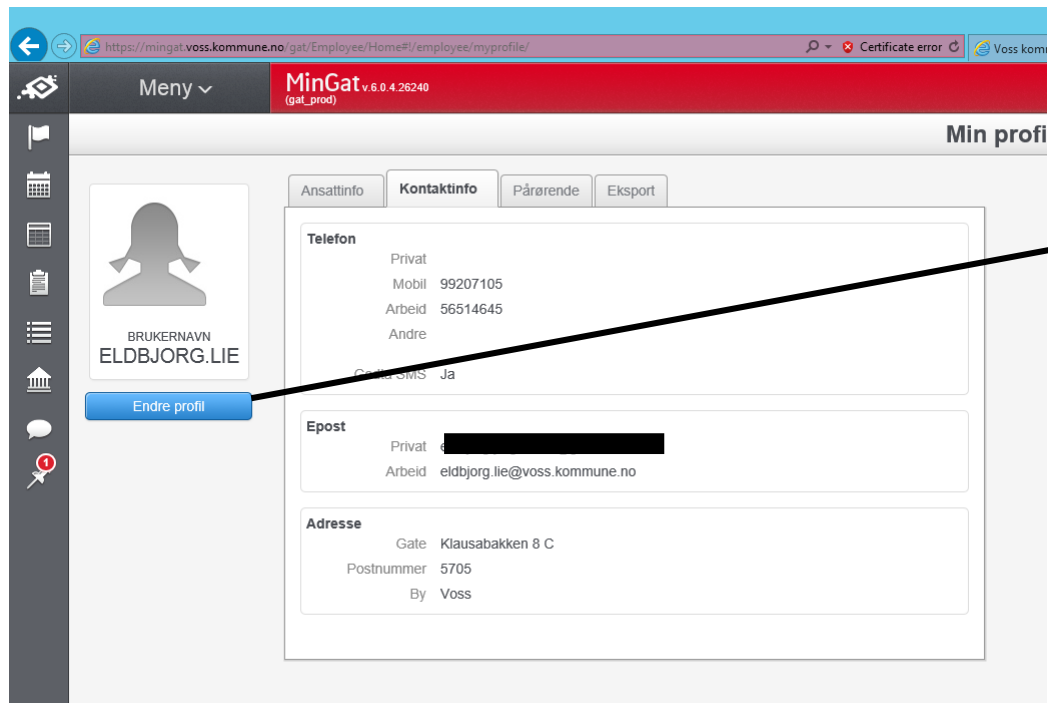 https://mingat.voss.kommune.no/gat/Employee/Home#!/employee/myprofile/
Certificate error
Voss kom
Meny
MinGat v.6.0.4.26240
(gat_prod)
Min profi
Ansattinfo
Kontaktinfo
Pårørende
Eksport
BRUKERNAVN
ELDBJORG.LIE
Endre profil
Telefon
Privat
Mobil 99207105
Arbeid 56514645
Andre
SMS Ja
Epost
Privat e
Arbeid eldbjorg.lie@voss.kommune.no
Adresse
Gate Klausabakken 8 C
Postnummer 5705
By Voss
1